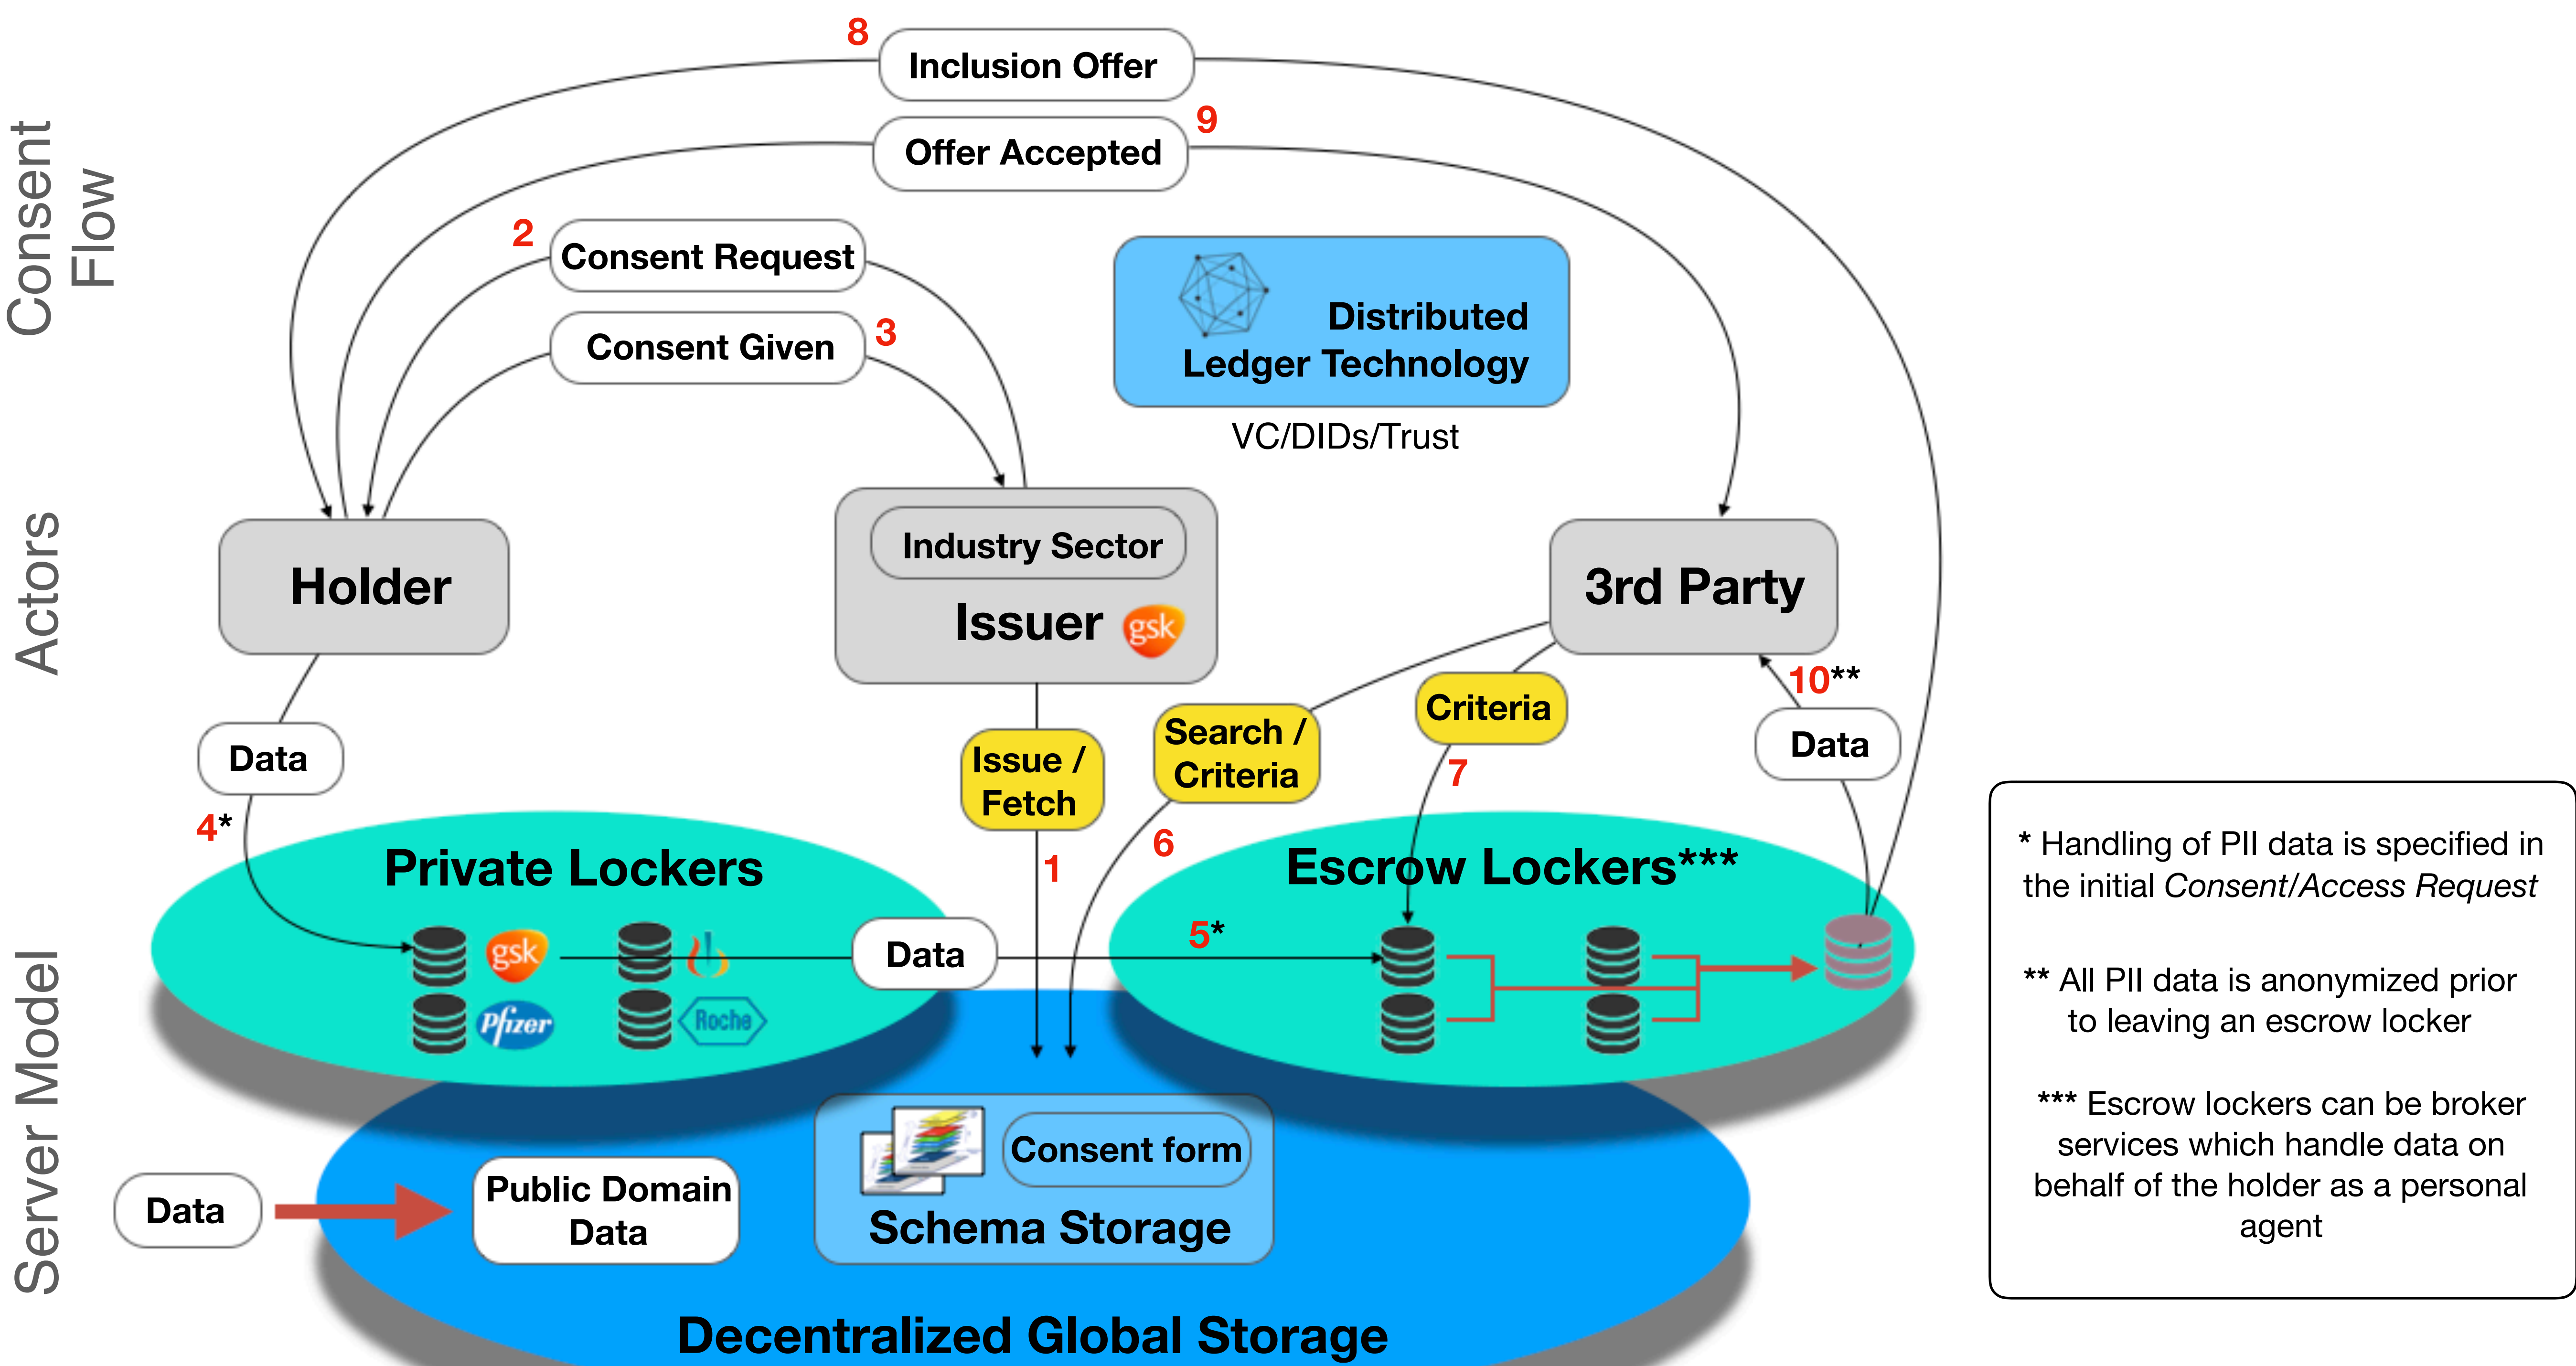 8
Inclusion Offer
9
Offer Accepted
Consent
Flow
2
Consent Request
3
Consent Given
Distributed
Ledger Technology
VC/DIDs/Trust
Actors
Holder
Industry Sector
Issuer gsk
3rd Party
10**
Data
Criteria
7
Search /
Criteria
6
Issue /
Fetch
1
Data
4*
Server Model
Private Lockers
gsk
Pfizer
Roche
Data
5*
Escrow Lockers***
* Handling of PII data is specified in
the initial Consent/Access Request
** All PII data is anonymized prior
to leaving an escrow locker
*** Escrow lockers can be broker
services which handle data on
behalf of the holder as a personal
agent
Data
Public Domain
Data
Consent form
Schema Storage
Decentralized Global Storage